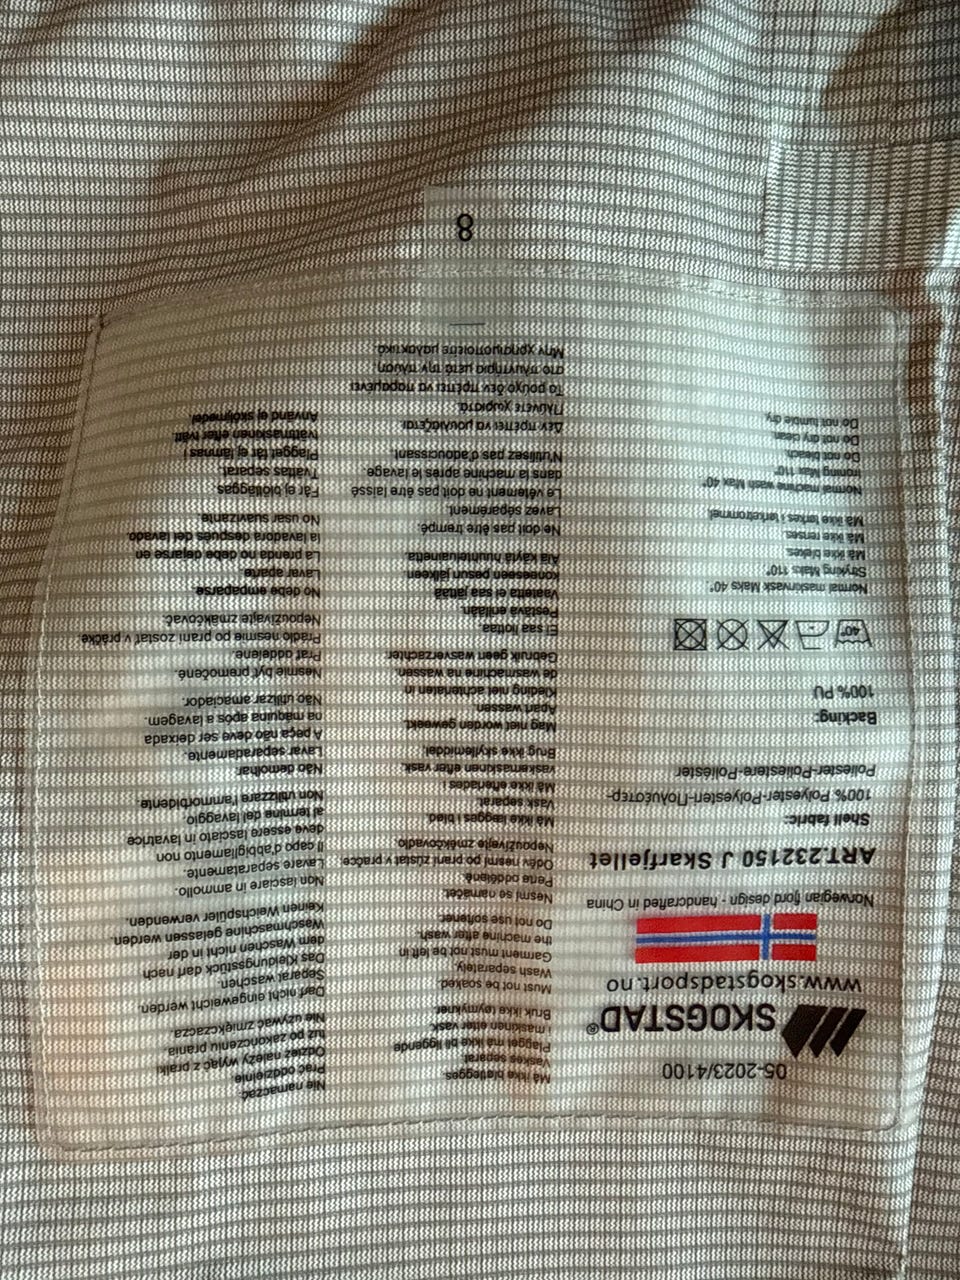 05-2023/4100
SKOGSTAD®
www.skogstadsport.no
Norwegian fjord design - handcrafted in China
ART.232150 J Skarfjellet
Shell fabric:
100% Polyester-Polyesteri-Полυέστερ-
Poliester-Poliestere-Poliéster
Backing:
100% PU
40°
Normal maskinvask Maks 40°
Stryking Maks 110°
Må ikke blekes
Må ikke renses.
Må ikke tørkes i tørketrommel
Normal machine wash Max 40°
Ironing Max 110°
Do not bleach.
Do not dry clean
Do not tumble dry
Må ikke bløtlegges
Vaskes separat
Plagget må ikke bli liggende
i maskinen etter vask.
Bruk ikke tøymykner.
Must not be soaked.
Wash separately.
Garment must not be left in
the machine after wash.
Do not use softener.
Nesmí se namáčet.
Perte odděleně.
Oděv nesmí po praní zůstat v pračce.
Nepoužívejte změkčovadlo.
Må ikke lægges i blød.
Vask separat.
Må ikke efterlades i
vaskemaskinen efter vask.
Brug ikke skyllemiddel.
Mag niet worden geweekt.
Apart wassen.
Kleding niet achterlaten in
de wasmachine na wassen.
Gebruik geen wasverzachter.
Ei saa liottaa.
Pestävä erillään.
Vaatetta ei saa jättää
koneeseen pesun jälkeen.
Älä käytä huuhteluainetta.
Ne doit pas être trempé.
Lavez séparément.
Le vêtement ne doit pas être laissé
dans la machine après le lavage.
N'utilisez pas d'adoucissant.
Δεν πρέπει να μουλιάζεται
Πλύνετε χωριστά.
Το ρούχο δεν πρέπει να παραμένει
στο πλυντήριο μετά την πλύση.
Μην χρησιμοποιείτε μαλακτικό.
Nie namaczać.
Prać oddzielnie.
Odzież należy wyjąć z pralki
tuż po zakończeniu prania.
Nie używać zmiękczacza.
Darf nicht eingeweicht werden.
Separat waschen.
Das Kleidungsstück darf nach
dem Waschen nicht in der
Waschmaschine gelassen werden.
Keinen Weichspüler verwenden.
Non lasciare in ammollo.
Lavare separatamente.
Il capo d'abbigliamento non
deve essere lasciato in lavatrice
al termine del lavaggio.
Non utilizzare l'ammorbidente.
Não demolhar.
Lavar separadamente.
A peça não deve ser deixada
na máquina após a lavagem.
Não utilizar amaciador.
Nesmie byť premočené.
Prať oddelene.
Prádlo nesmie po praní zostať v práčke
Nepoužívajte zmäkčovač.
No debe empaparse.
Lavar aparte.
La prenda no debe dejarse en
la lavadora después del lavado.
No usar suavizante.
Får ej blötläggas
Tvättas separat.
Plagget får ej lämnas i
tvättmaskinen efter tvätt.
Använd ej sköljmedel
8